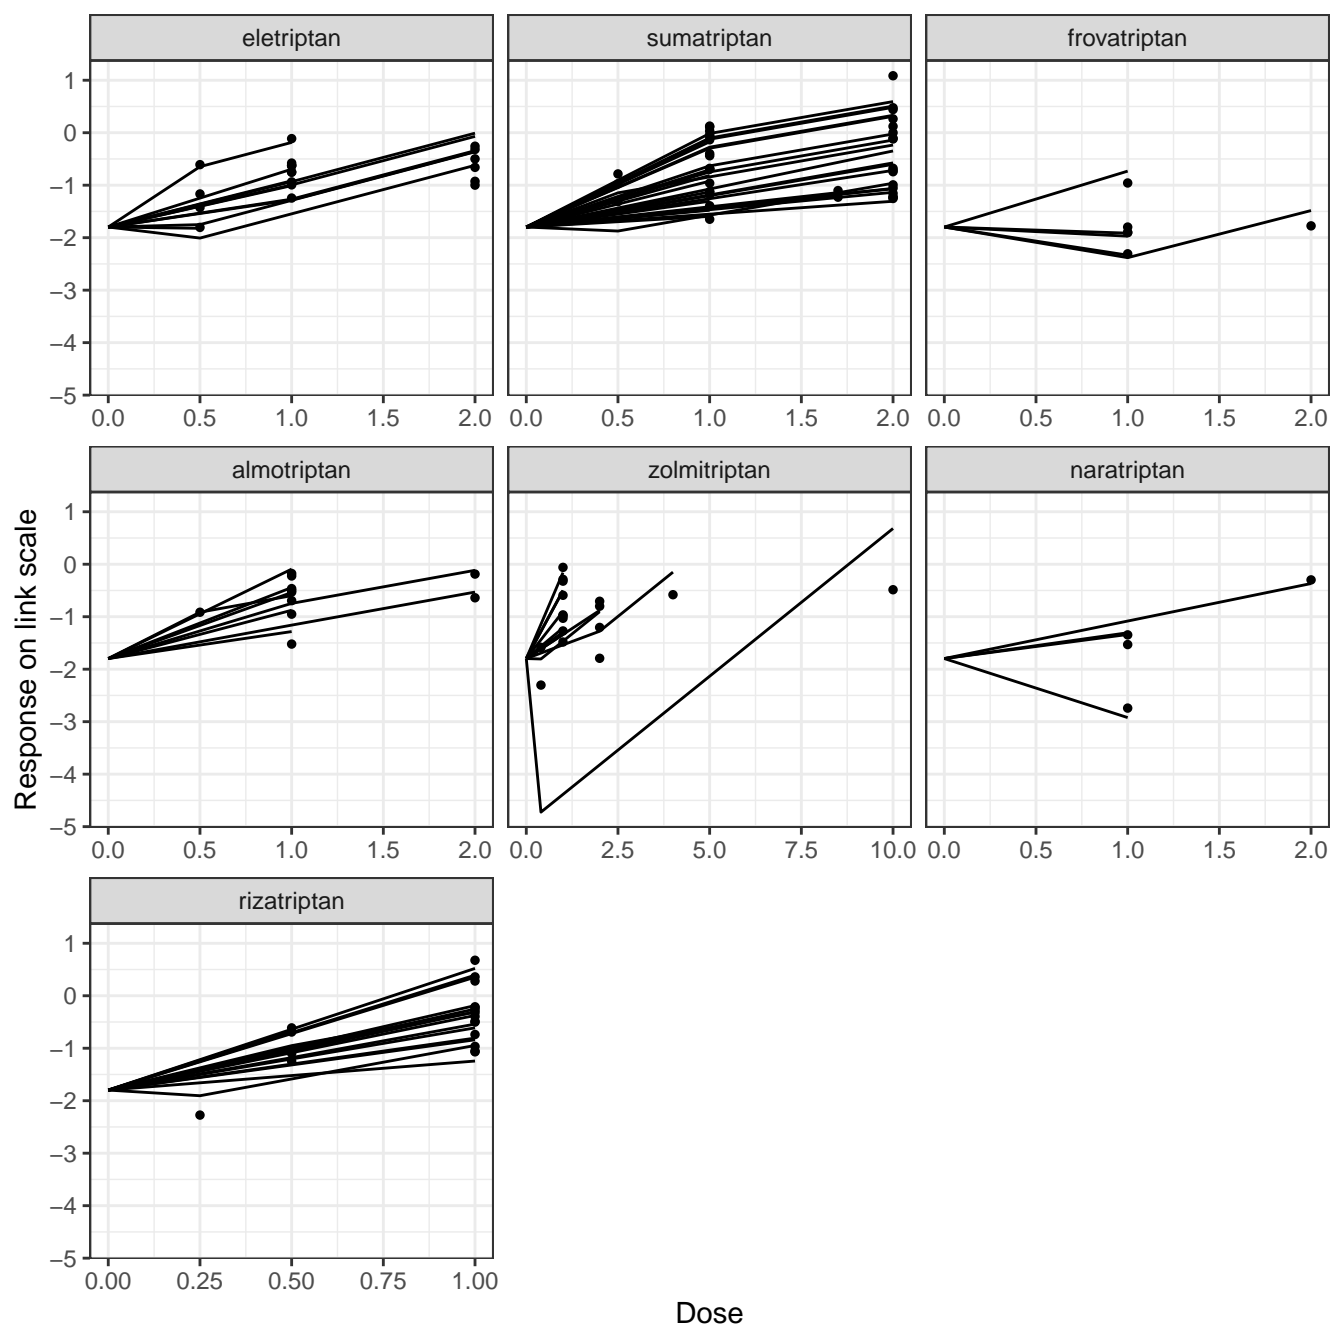 eletriptan sumatriptan frovatriptan
1
0
−1
−2
−3
−4
−5
0.0 0.5 1.0 1.5 2.0 0.0 0.5 1.0 1.5 2.0 0.0 0.5 1.0 1.5 2.0
almotriptan zolmitriptan naratriptan
1
0
−1
−2
−3
−4
−5
0.0 0.5 1.0 1.5 2.0 0.0 2.5 5.0 7.5 10.0 0.0 0.5 1.0 1.5 2.0
Response on link scale
rizatriptan
1
0
−1
−2
−3
−4
−5
0.00 0.25 0.50 0.75 1.00
Dose